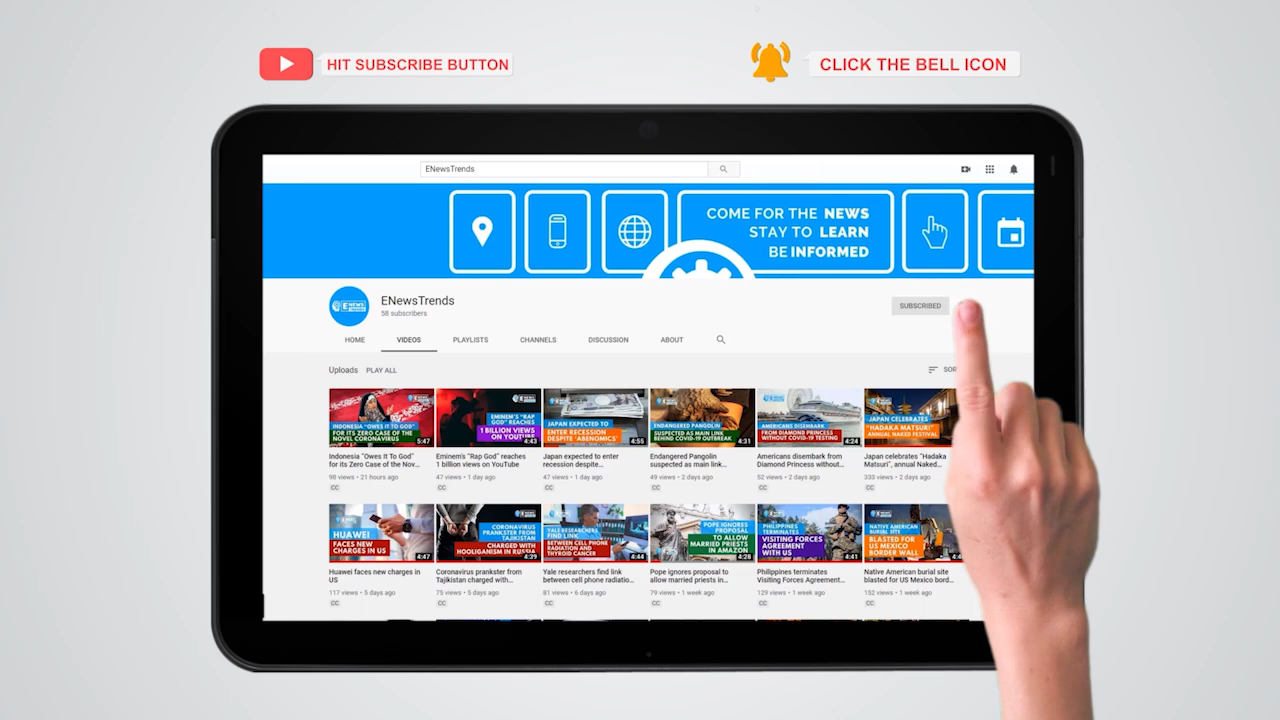 HIT SUBSCRIBE BUTTON
CLICK THE BELL ICON
ENewsTrends
COME FOR THE NEWS
STAY TO LEARN
BE INFORMED
ENewsTrends
58 subscribers
SUBSCRIBED
HOME VIDEOS PLAYLISTS CHANNELS DISCUSSION ABOUT
Uploads PLAY ALL
SOR
INDONESIA "OWES IT TO GOD"
FOR ITS ZERO CASE OF THE
NOVEL CORONAVIRUS
5:47
EMINEM'S "RAP
GOD" REACHES
1 BILLION VIEWS
ON YOUTUBE
4:43
JAPAN EXPECTED TO
ENTER RECESSION
DESPITE 'ABENOMICS'
4:55
ENDANGERED PANGOLIN
SUSPECTED AS MAIN LINK
BEHIND COVID-19 OUTBREAK
4:31
AMERICANS DISEMBARK
FROM DIAMOND PRINCESS
WITHOUT COVID-19 TESTING
4:24
JAPAN CELEBRATES
"HADAKA MATSURI",
ANNUAL NAKED FESTIVAL
Indonesia "Owes It To God"
for its Zero Case of the Nov...
98 views • 21 hours ago
CC
Eminem's "Rap God" reaches
1 billion views on YouTube
47 views • 1 day ago
CC
Japan expected to enter
recession despite...
47 views • 1 day ago
CC
Endangered Pangolin
suspected as main link...
49 views • 2 days ago
CC
Americans disembark from
Diamond Princess without...
52 views • 2 days ago
CC
Japan celebrates "Hadaka
Matsuri", annual Naked...
333 views • 2 days ago
CC
HUAWEI
FACES NEW
CHARGES IN US
4:47
CORONAVIRUS
PRANKSTER FROM
TAJIKISTAN
CHARGED WITH
HOOLIGANISM IN RUSSIA
4:39
YALE RESEARCHERS
FIND LINK
BETWEEN CELL PHONE
RADIATION AND
THYROID CANCER
4:44
POPE IGNORES
PROPOSAL
TO ALLOW
MARRIED PRIESTS
IN AMAZON
4:28
PHILIPPINES
TERMINATES
VISITING FORCES
AGREEMENT
WITH US
4:41
NATIVE AMERICAN
BURIAL SITE
BLASTED FOR
US MEXICO
BORDER WALL
Huawei faces new charges in
US
117 views • 5 days ago
CC
Coronavirus prankster from
Tajikistan charged with...
75 views • 5 days ago
CC
Yale researchers find link
between cell phone radiatio...
81 views • 6 days ago
CC
Pope ignores proposal to
allow married priests in...
79 views • 1 week ago
CC
Philippines terminates
Visiting Forces Agreement...
129 views • 1 week ago
CC
Native American burial site
blasted for US Mexico bord...
152 views • 1 week ago
CC